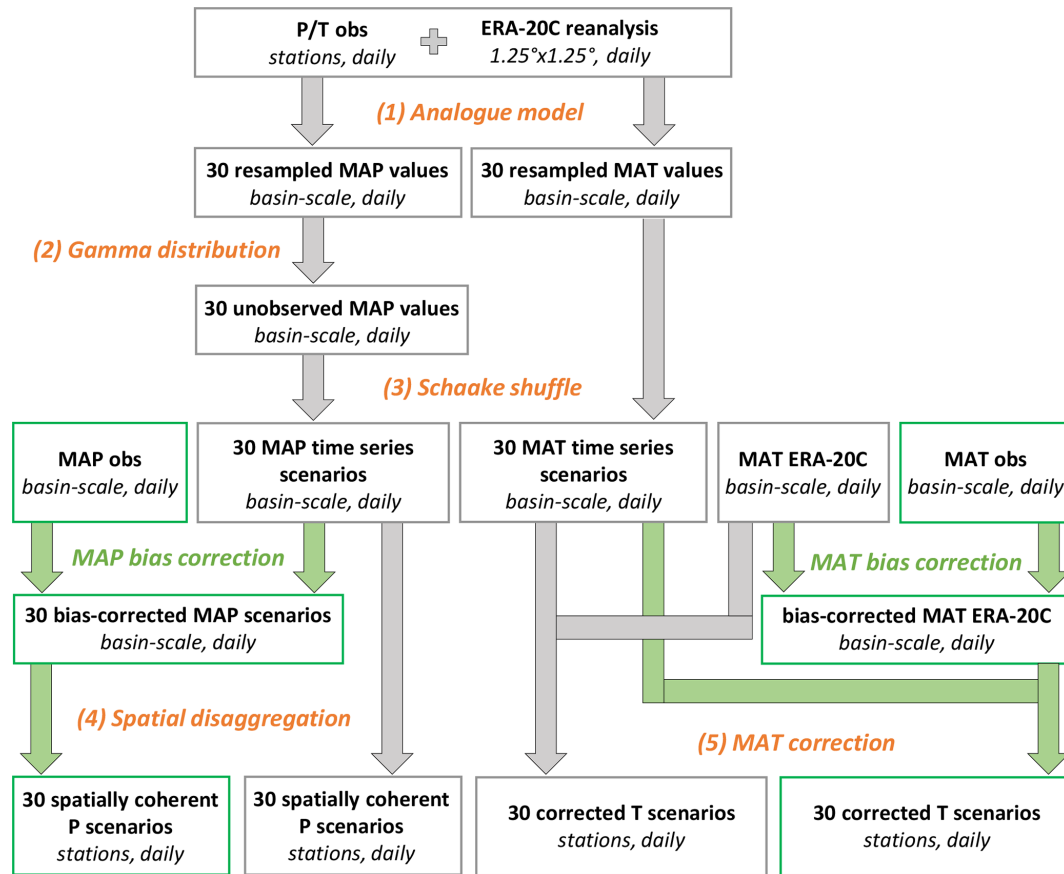 P/T obs
stations, daily
ERA-20C reanalysis
1.25°x1.25°, daily
(1) Analogue model
30 resampled MAP values
basin-scale, daily
30 resampled MAT values
basin-scale, daily
(2) Gamma distribution
30 unobserved MAP values
basin-scale, daily
(3) Schaake shuffle
MAP obs
basin-scale, daily
30 MAP time series
scenarios
basin-scale, daily
30 MAT time series
scenarios
basin-scale, daily
MAT ERA-20C
basin-scale, daily
MAT obs
basin-scale, daily
MAP bias correction
MAT bias correction
30 bias-corrected MAP scenarios
basin-scale, daily
bias-corrected MAT ERA-20C
basin-scale, daily
(4) Spatial disaggregation
(5) MAT correction
30 spatially coherent
P scenarios
stations, daily
30 spatially coherent
P scenarios
stations, daily
30 corrected T scenarios
stations, daily
30 corrected T scenarios
stations, daily